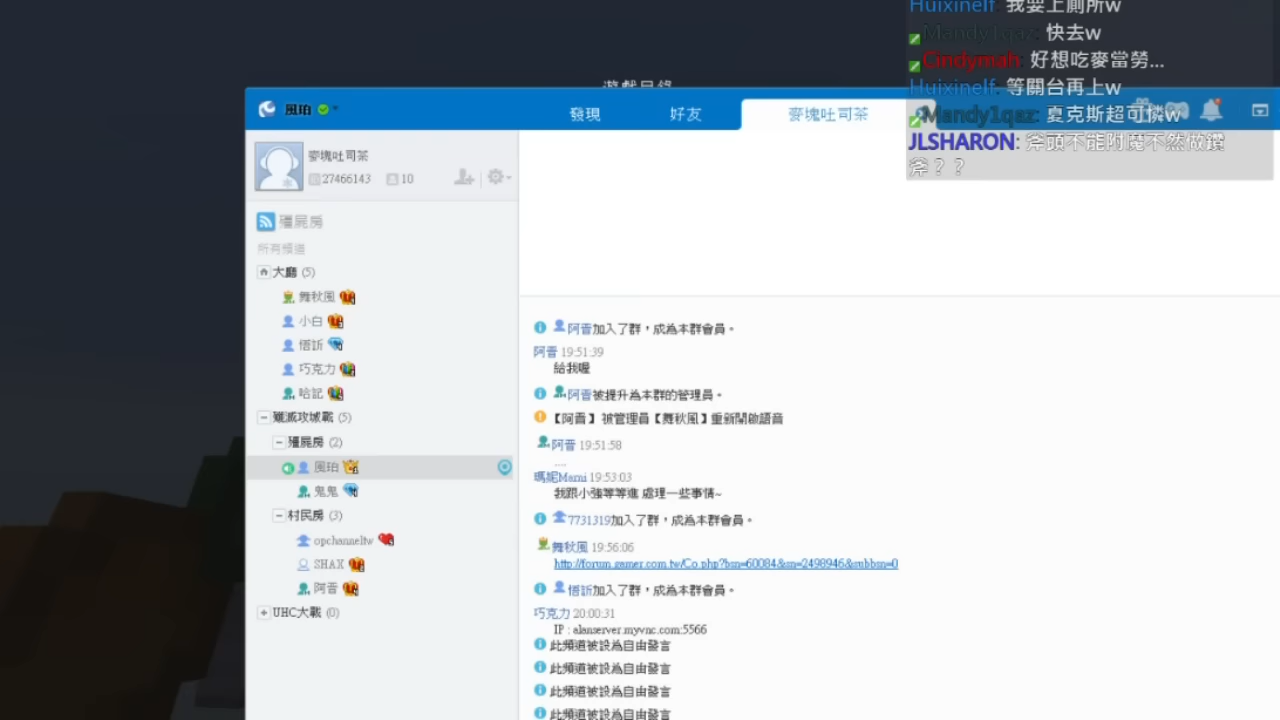 Huixinelf: 我要上廁所w
Mandy1qaz: 快去w
Cindymah: 好想吃麥當勞...
Huixinelf: 等開台再上w
Mandy1qaz: 夏克斯超可憐w
JLSHARON: 斧頭不能附魔不然做鑽
斧？？
遊戲目錄
風珀
發現
好友
麥塊吐司茶
麥塊吐司茶
27466143
10
殭屍房
所有頻道
大廳 (5)
舞秋風
小白
悟訢
巧克力
哈記
殲滅攻城戰 (5)
殭屍房 (2)
風珀
鬼鬼
村民房 (3)
opchanneltw
SHAX
阿晋
UHC大戰 (0)
阿晋加入了群，成為本群會員。
阿晋 19:51:39
給我喔
阿晋被提升為本群的管理員。
【阿晋】 被管理員【舞秋風】重新開啟語音
阿晋 19:51:58
....
瑪妮Marni 19:53:03
我跟小強等等進 處理一些事情~
7731319加入了群，成為本群會員。
舞秋風 19:56:06
http://forum.gamer.com.tw/Co.php?bsn=60084&sn=2498946&subbsn=0
悟訢加入了群，成為本群會員。
巧克力 20:00:31
IP : alanserver.myvnc.com:5566
此頻道被設為自由發言
此頻道被設為自由發言
此頻道被設為自由發言
此頻道被設為自由發言